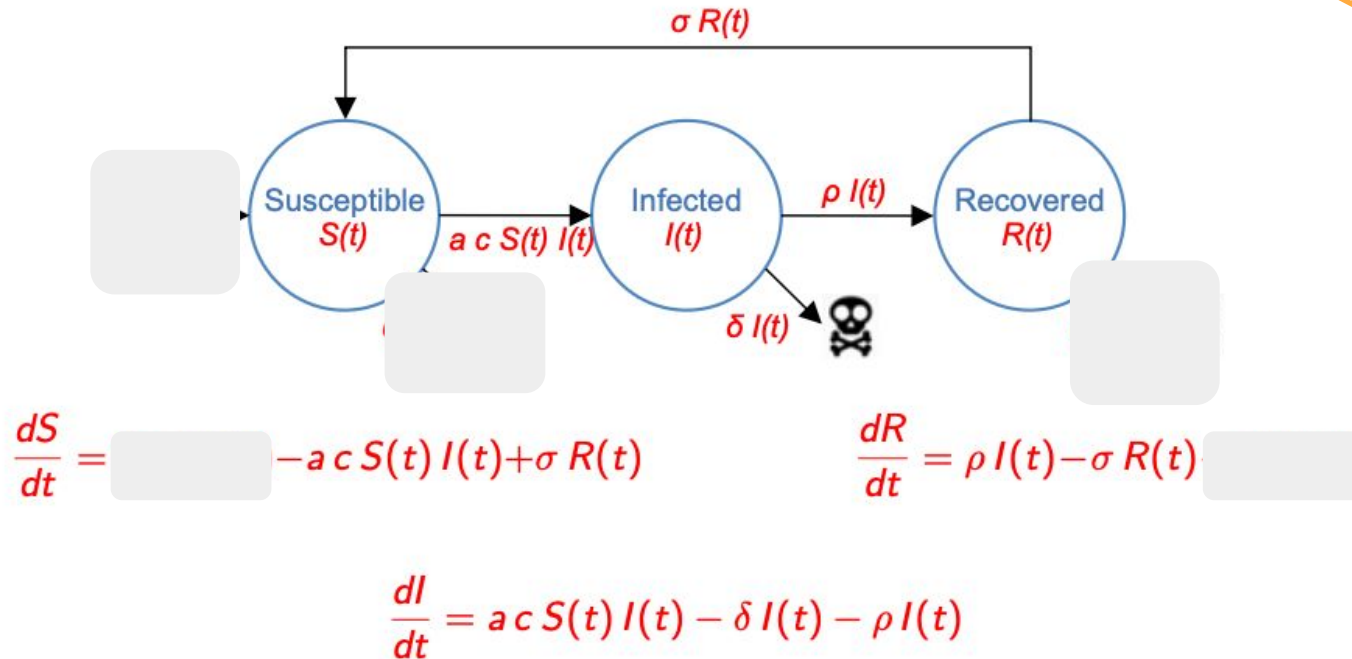 σ R(t)
Susceptible
S(t)
a c S(t) I(t)
Infected
I(t)
ρ I(t)
Recovered
R(t)
δ I(t)
dS/dt = −a c S(t) I(t)+σ R(t)
dR/dt = ρ I(t)−σ R(t)
dI/dt = a c S(t) I(t) − δ I(t) − ρ I(t)